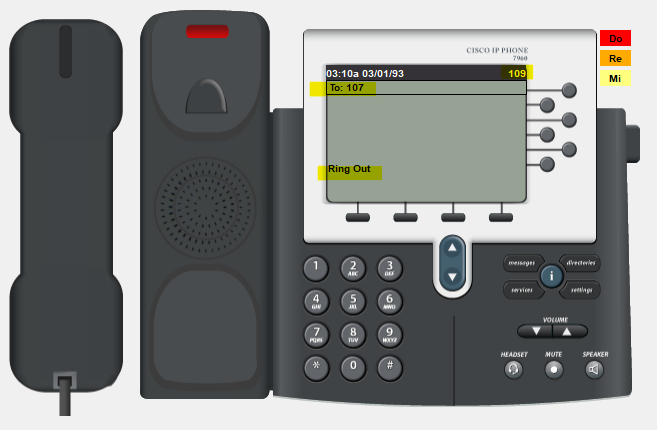 CISCO IP PHONE
7960
03:10a 03/01/93 109
To: 107
Ring Out
Do
Re
Mi
1 2 3
ABC DEF
4 5 6
GHI JKL MNO
7 8 9
PQRS TUV WXYZ
* 0 #
messages directories
i
services settings
VOLUME
HEADSET MUTE SPEAKER